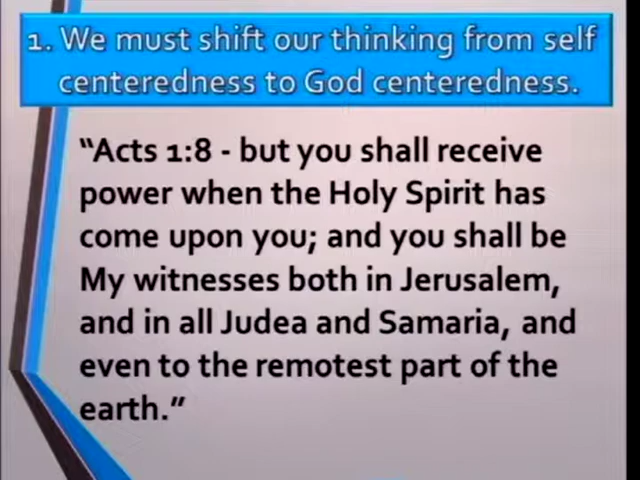 1. We must shift our thinking from self
centeredness to God centeredness.
“Acts 1:8 - but you shall receive
power when the Holy Spirit has
come upon you; and you shall be
My witnesses both in Jerusalem,
and in all Judea and Samaria, and
even to the remotest part of the
earth.”